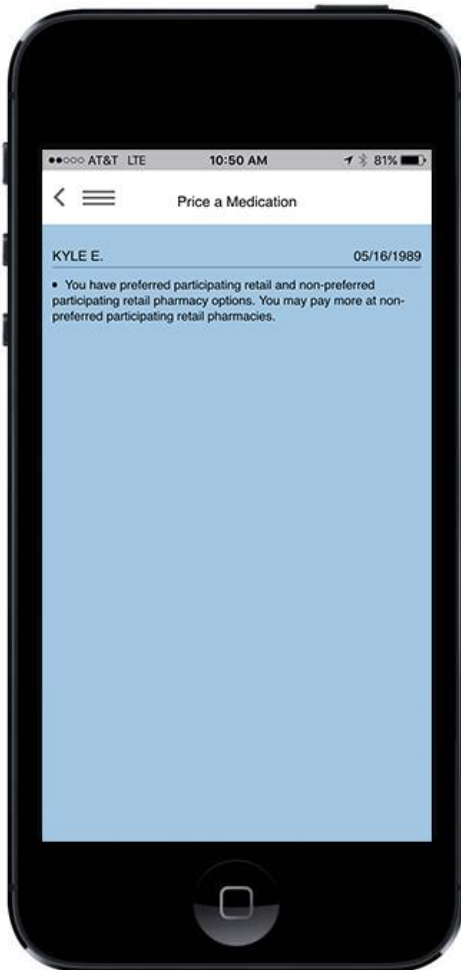 AT&T LTE 10:50 AM 81%
Price a Medication
KYLE E. 05/16/1989
• You have preferred participating retail and non-preferred
participating retail pharmacy options. You may pay more at non-
preferred participating retail pharmacies.